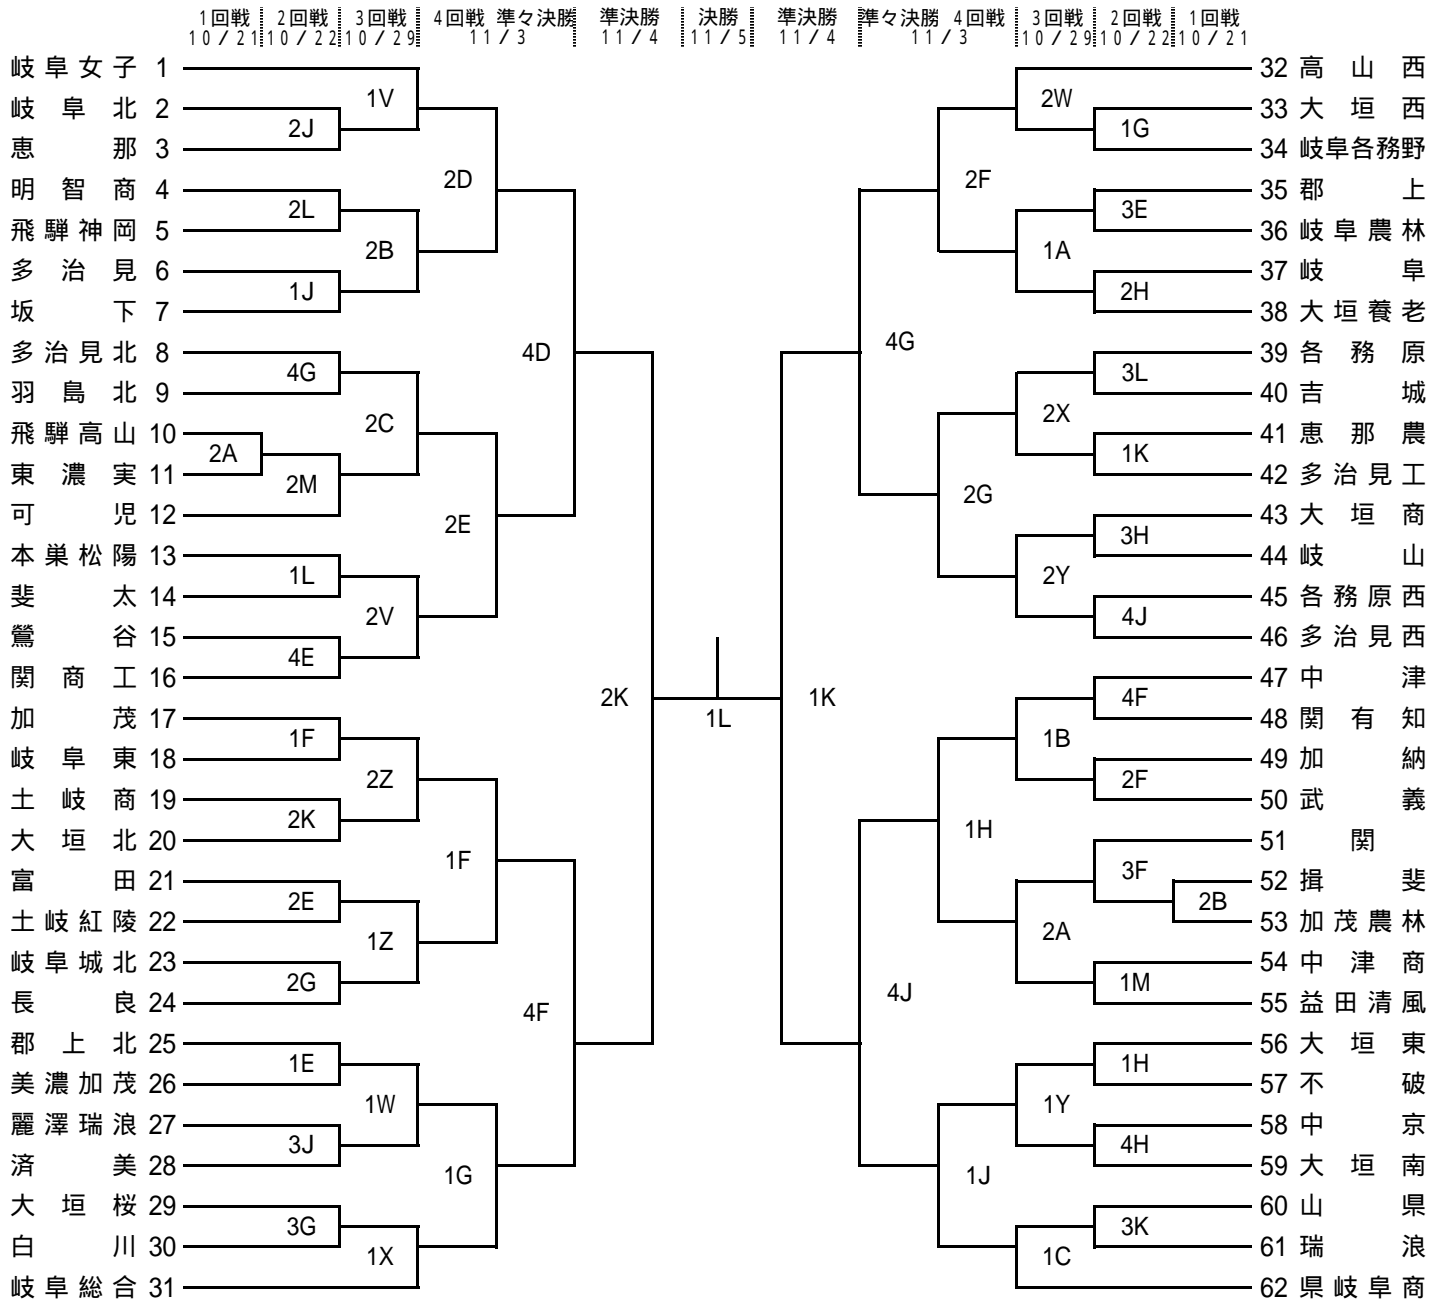 1回戦 2回戦 3回戦 4回戦 準々決勝 準決勝 決勝 準決勝 準々決勝 4回戦 3回戦 2回戦 1回戦
10/21 10/22 10/29 11/3 11/4 11/5 11/4 11/3 10/29 10/22 10/21
岐阜女子 1 32 高山西
1V 2W
岐阜北 2 33 大垣西
2J 1G
恵那 3 34 岐阜各務野
2D 2F
明智商 4 35 郡上
2L 3E
飛騨神岡 5 36 岐阜農林
2B 1A
多治見 6 37 岐阜
1J 2H
坂下 7 38 大垣養老
4D 4G
多治見北 8 39 各務原
4G 3L
羽島北 9 40 吉城
2C 2X
飛騨高山 10 41 恵那農
2A 1K
東濃実 11 42 多治見工
2M 2G
可児 12 43 大垣商
2E 3H
本巣松陽 13 44 岐山
1L 2Y
斐太 14 45 各務原西
2V 4J
鶯谷 15 46 多治見西
4E
関商工 16 47 中津
2K 1L 1K 4F
加茂 17 48 関有知
1F 1B
岐阜東 18 49 加納
2Z 2F
土岐商 19 50 武義
2K 1H
大垣北 20 51 関
1F 3F
富田 21 52 揖斐
2E 2B
土岐紅陵 22 53 加茂農林
1Z 2A
岐阜城北 23 54 中津商
2G 4J 1M
長良 24 55 益田清風
4F
郡上北 25 56 大垣東
1E 1H
美濃加茂 26 57 不破
1W 1Y
麗澤瑞浪 27 58 中京
3J 4H
済美 28 59 大垣南
1G 1J
大垣桜 29 60 山県
3G 3K
白川 30 61 瑞浪
1X 1C
岐阜総合 31 62 県岐阜商